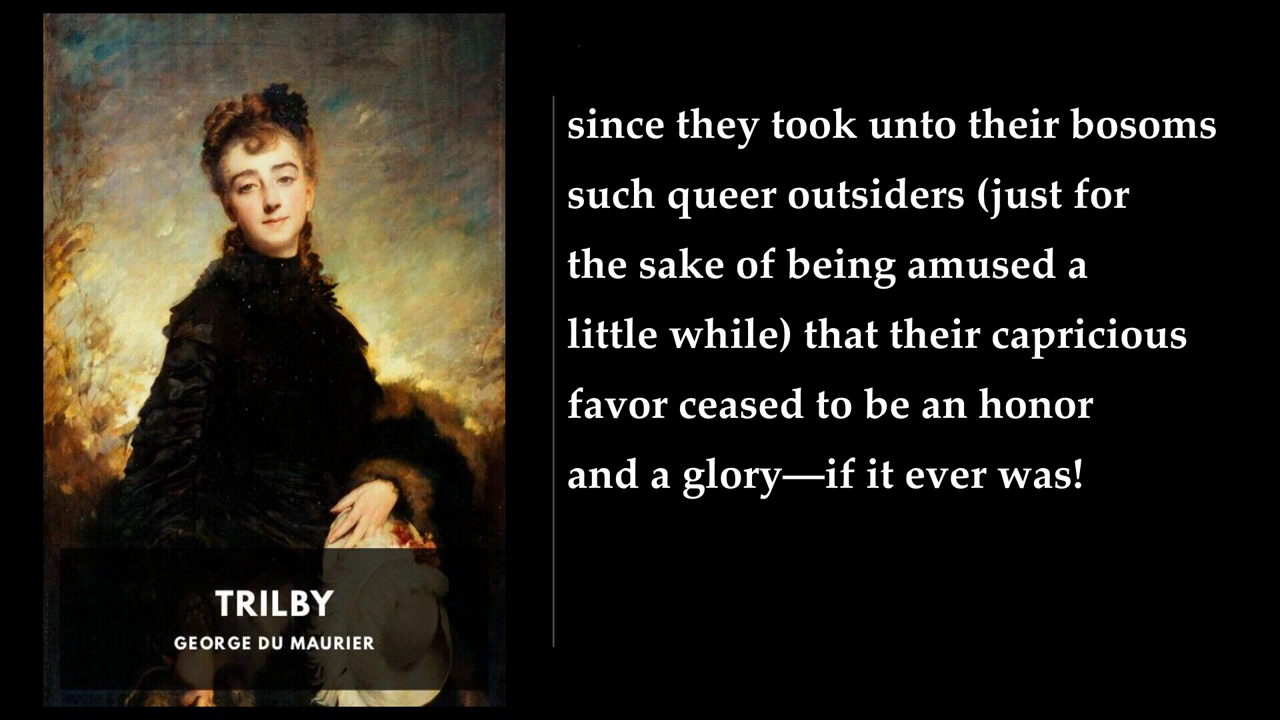 since they took unto their bosoms
such queer outsiders (just for
the sake of being amused a
little while) that their capricious
favor ceased to be an honor
and a glory—if it ever was!
TRILBY
GEORGE DU MAURIER